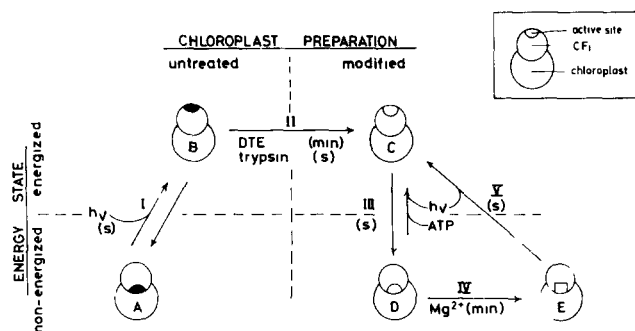 CHLOROPLAST PREPARATION
untreated modified
active site
CF₁
chloroplast
ENERGY STATE
energized
non-energized
B
II
DTE (min)
trypsin (s)
C
I
hν
(s)
III
(s)
hν
ATP
V
(s)
A
D
IV
Mg²⁺(min)
E